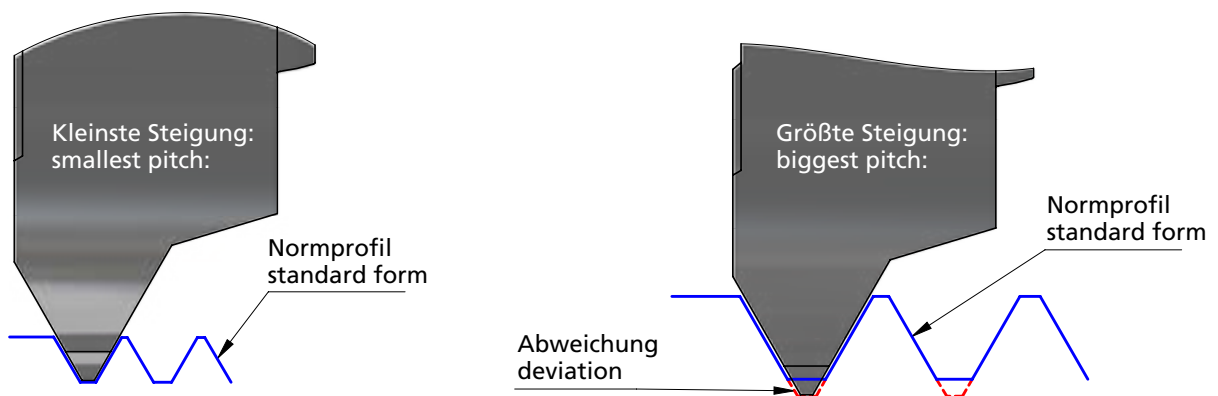 Kleinste Steigung:
smallest pitch:
Normprofil
standard form
Größte Steigung:
biggest pitch:
Normprofil
standard form
Abweichung
deviation